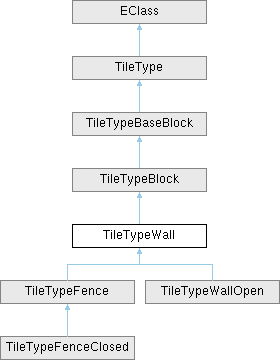 EClass
TileType
TileTypeBaseBlock
TileTypeBlock
TileTypeWall
TileTypeFence
TileTypeWallOpen
TileTypeFenceClosed